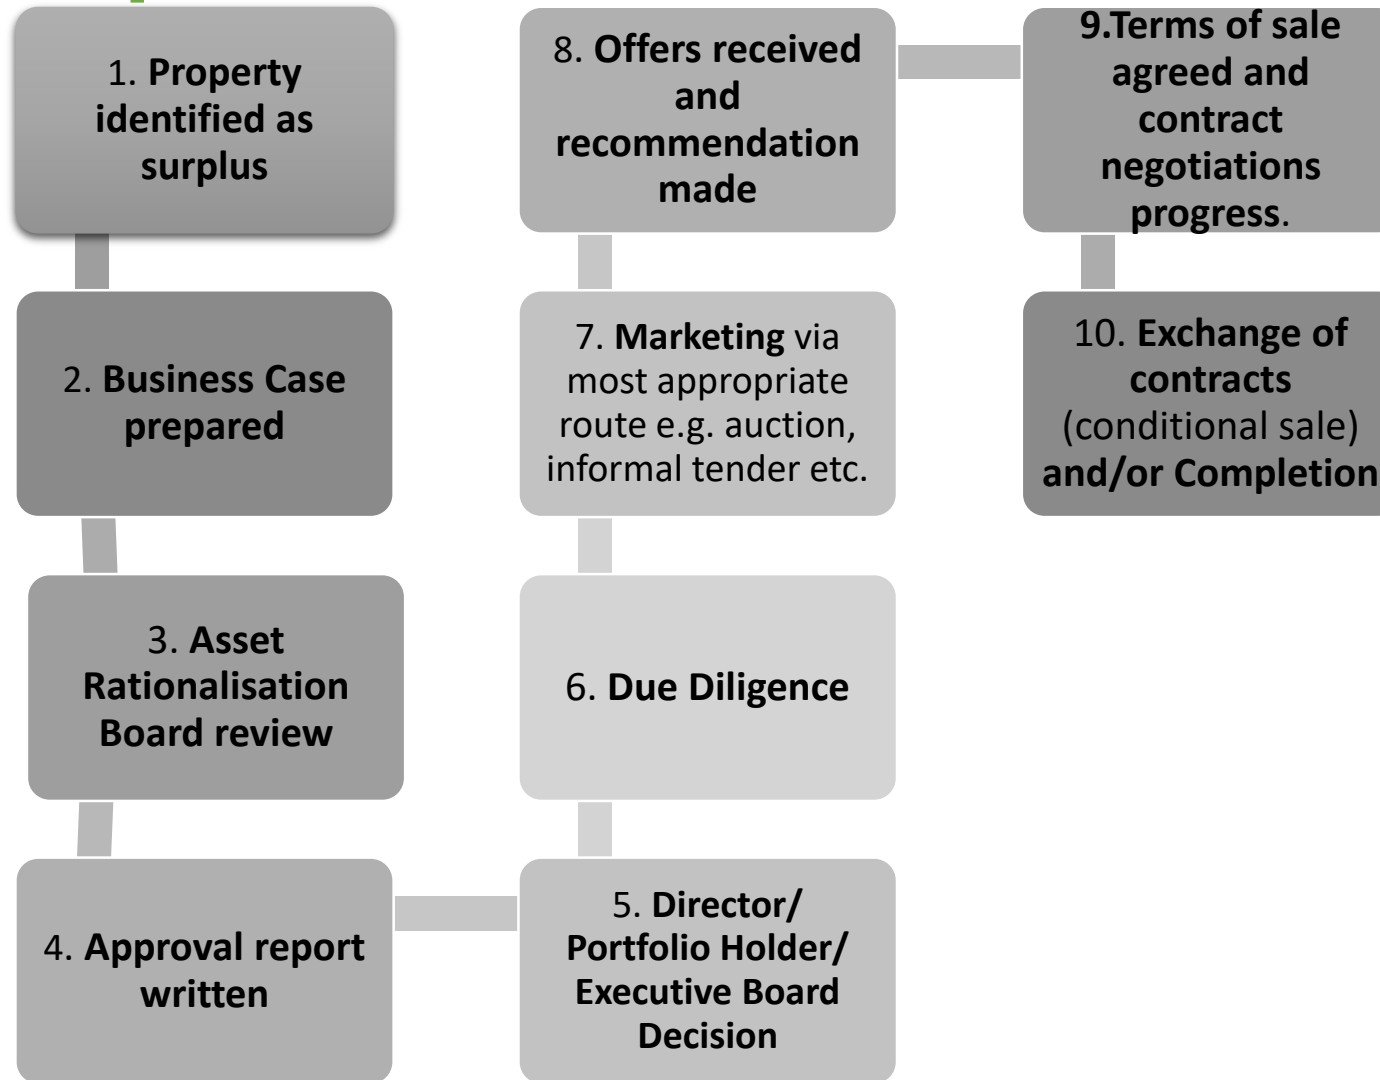 1. Property
identified as
surplus
2. Business Case
prepared
3. Asset
Rationalisation
Board review
4. Approval report
written
5. Director/
Portfolio Holder/
Executive Board
Decision
6. Due Diligence
7. Marketing via
most appropriate
route e.g. auction,
informal tender etc.
8. Offers received
and
recommendation
made
9.Terms of sale
agreed and
contract
negotiations
progress.
10. Exchange of
contracts
(conditional sale)
and/or Completion